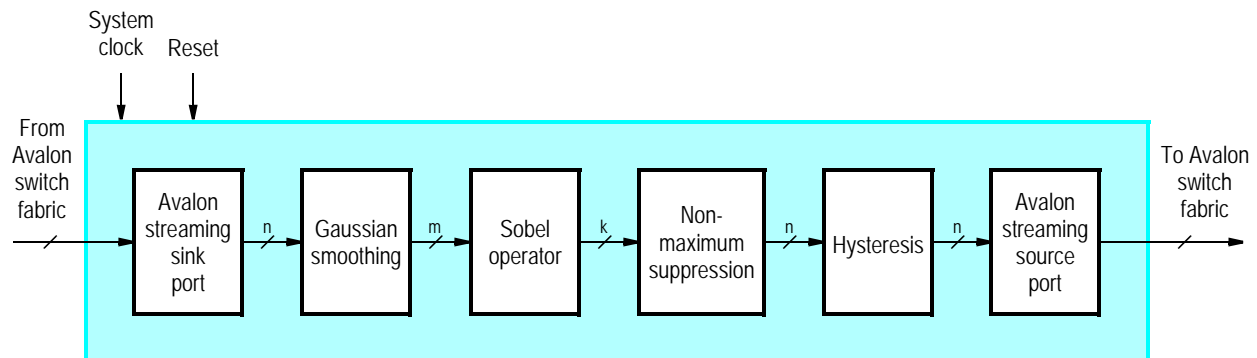 System
clock
Reset
From
Avalon
switch
fabric
Avalon
streaming
sink
port
n
Gaussian
smoothing
m
Sobel
operator
k
Non-
maximum
suppression
n
Hysteresis
n
Avalon
streaming
source
port
To Avalon
switch
fabric